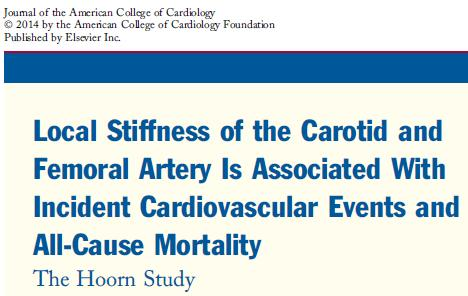 Journal of the American College of Cardiology
© 2014 by the American College of Cardiology Foundation
Published by Elsevier Inc.
Local Stiffness of the Carotid and
Femoral Artery Is Associated With
Incident Cardiovascular Events and
All-Cause Mortality
The Hoorn Study